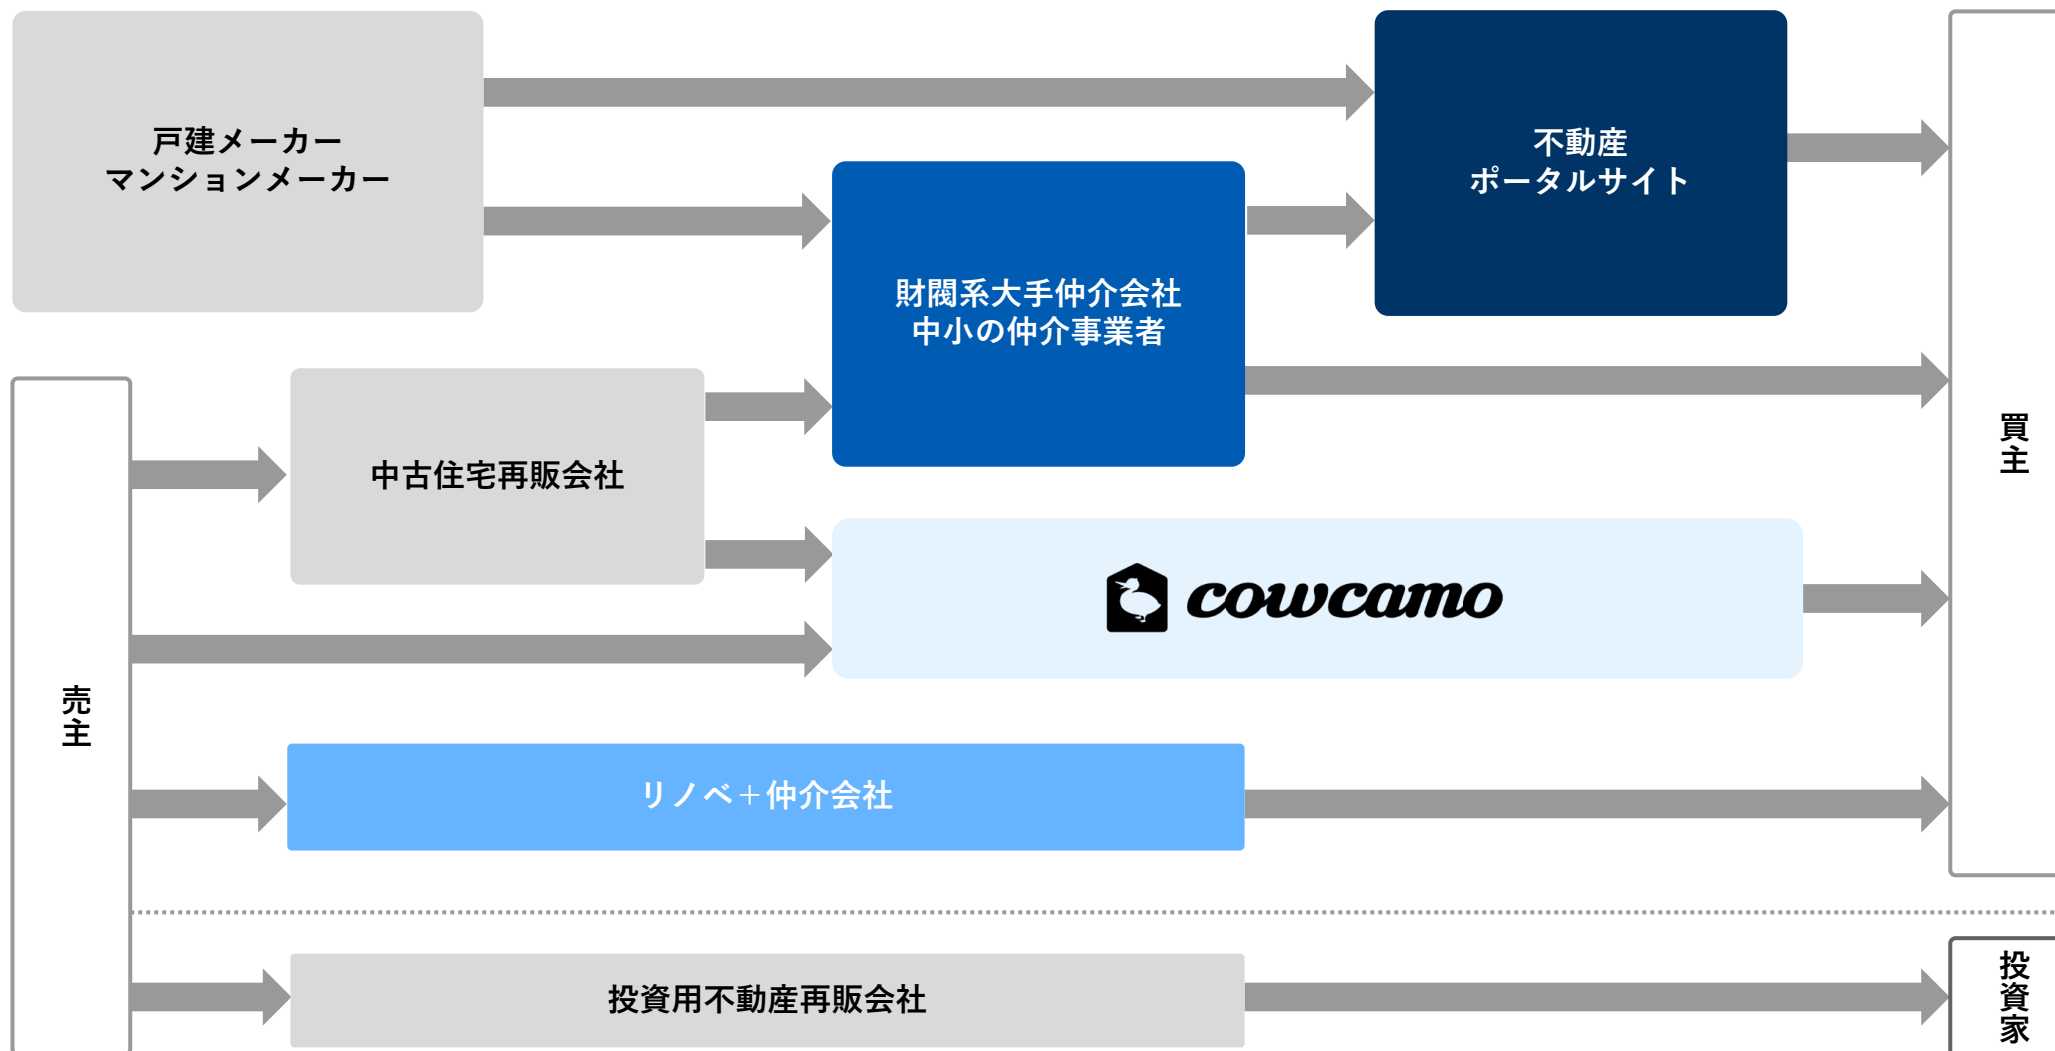 戸建メーカー
マンションメーカー
不動産
ポータルサイト
財閥系大手仲介会社
中小の仲介事業者
中古住宅再販会社
買主
cowcamo
売主
リノベ＋仲介会社
投資用不動産再販会社
投資家